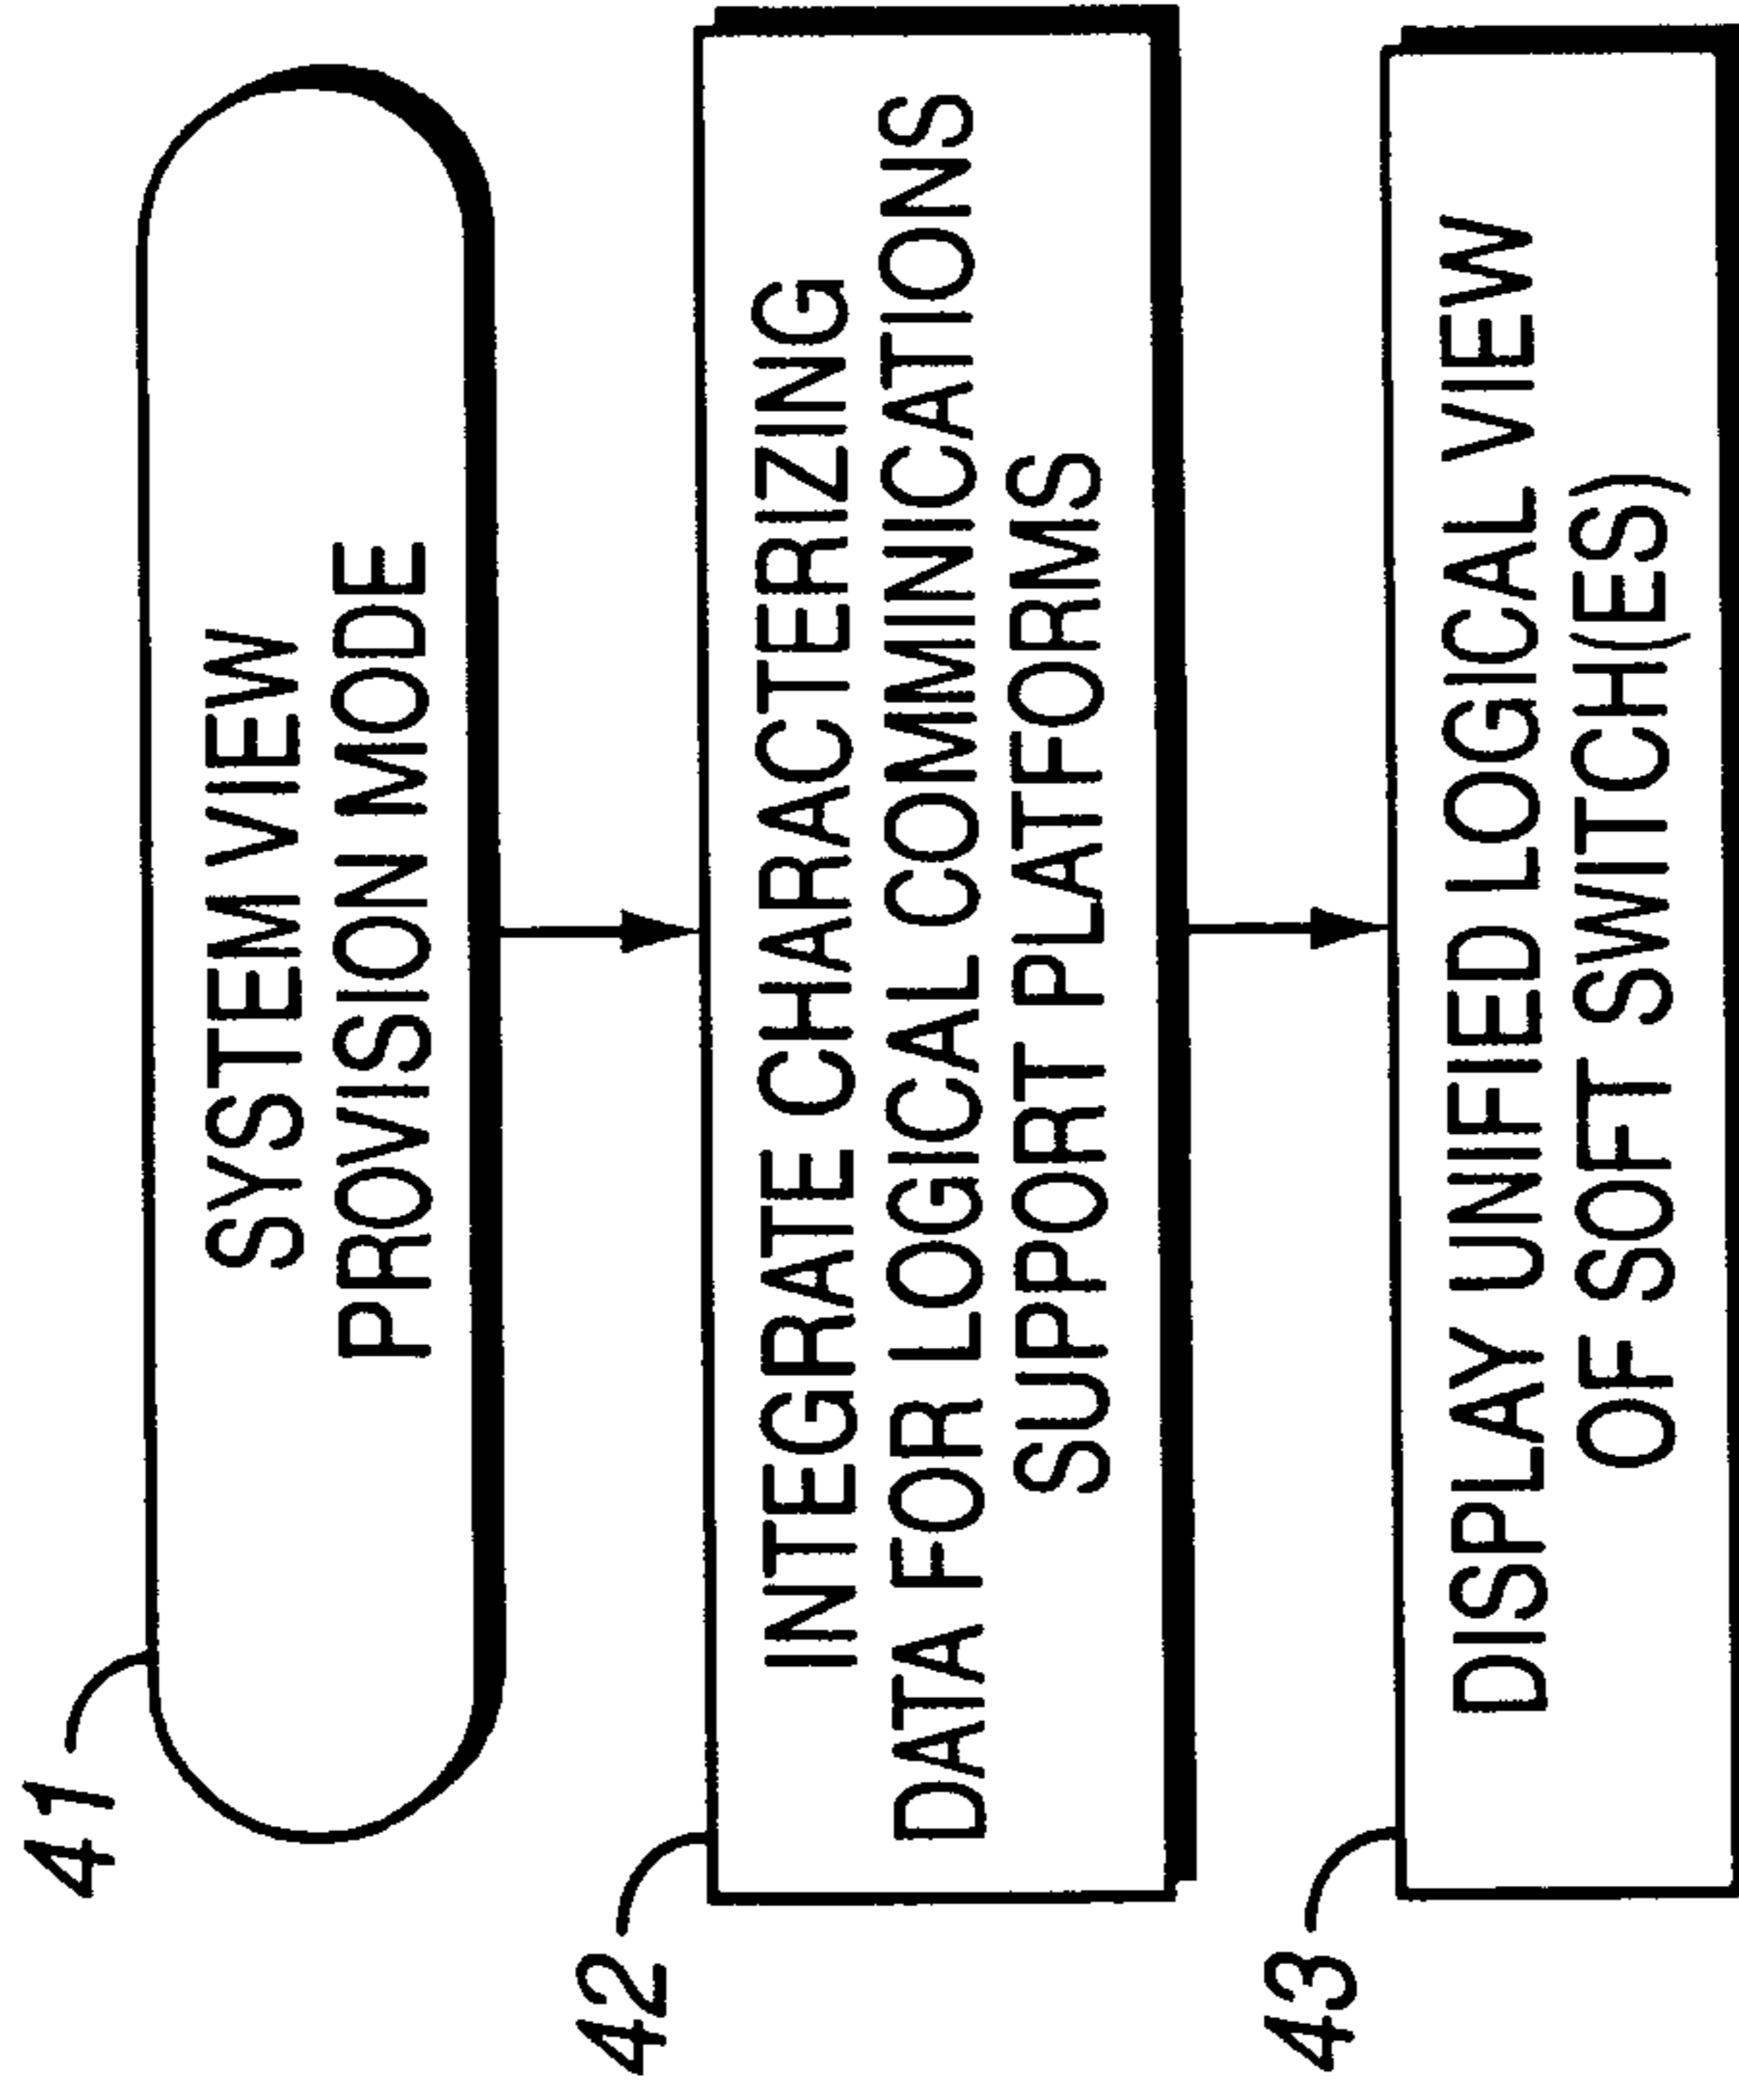 41
SYSTEM VIEW
PROVISION MODE
42
INTEGRATE CHARACTERIZING
DATA FOR LOGICAL COMMINICATIONS
SUPPORT PLATFORMS
43
DISPLAY UNIFIED LOGICAL VIEW
OF SOFT SWITCH(ES)